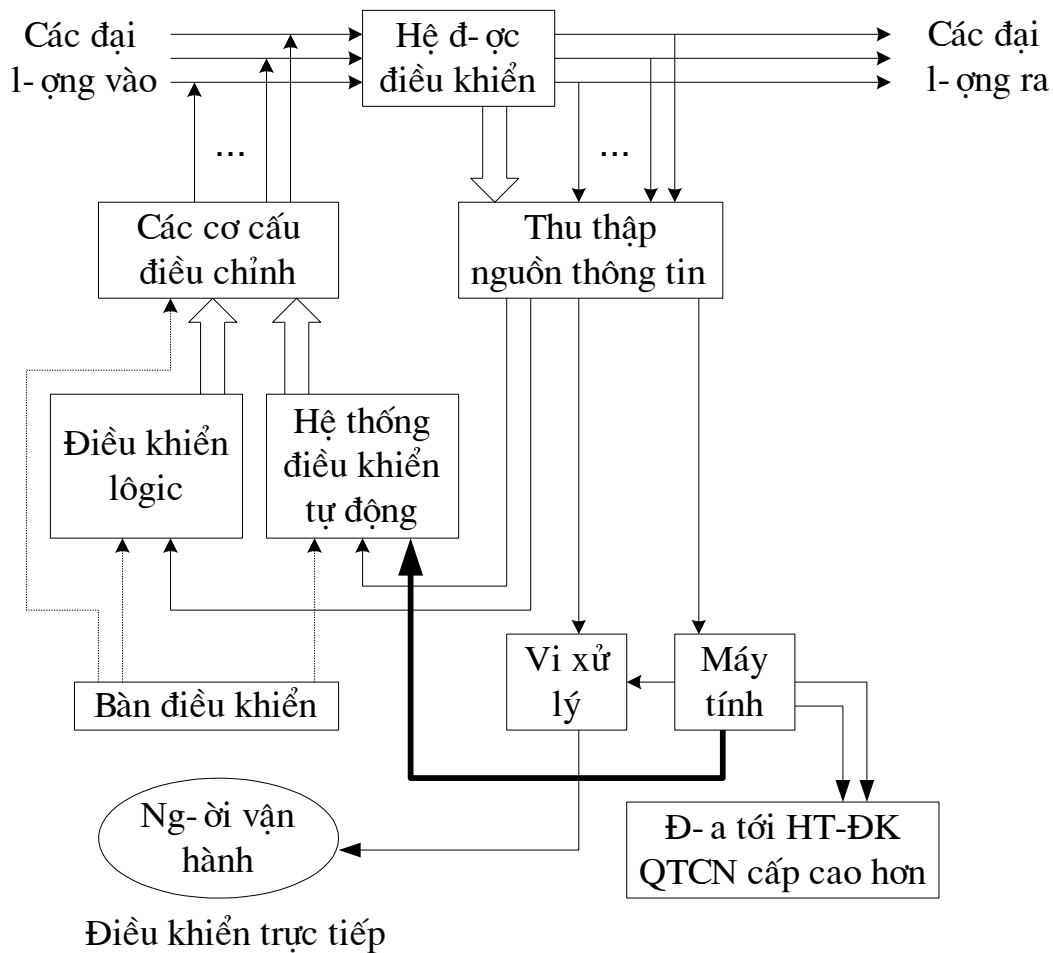 Các đại
l-ợng vào
Hệ đ-ợc
điều khiển
Các đại
l-ợng ra
...
...
Các cơ cấu
điều chỉnh
Thu thập
nguồn thông tin
Điều khiển
lôgic
Hệ thống
điều khiển
tự động
Vi xử
lý
Máy
tính
Bàn điều khiển
Ng-ời vận
hành
Đ-a tới HT-ĐK
QTCN cấp cao hơn
Điều khiển trực tiếp